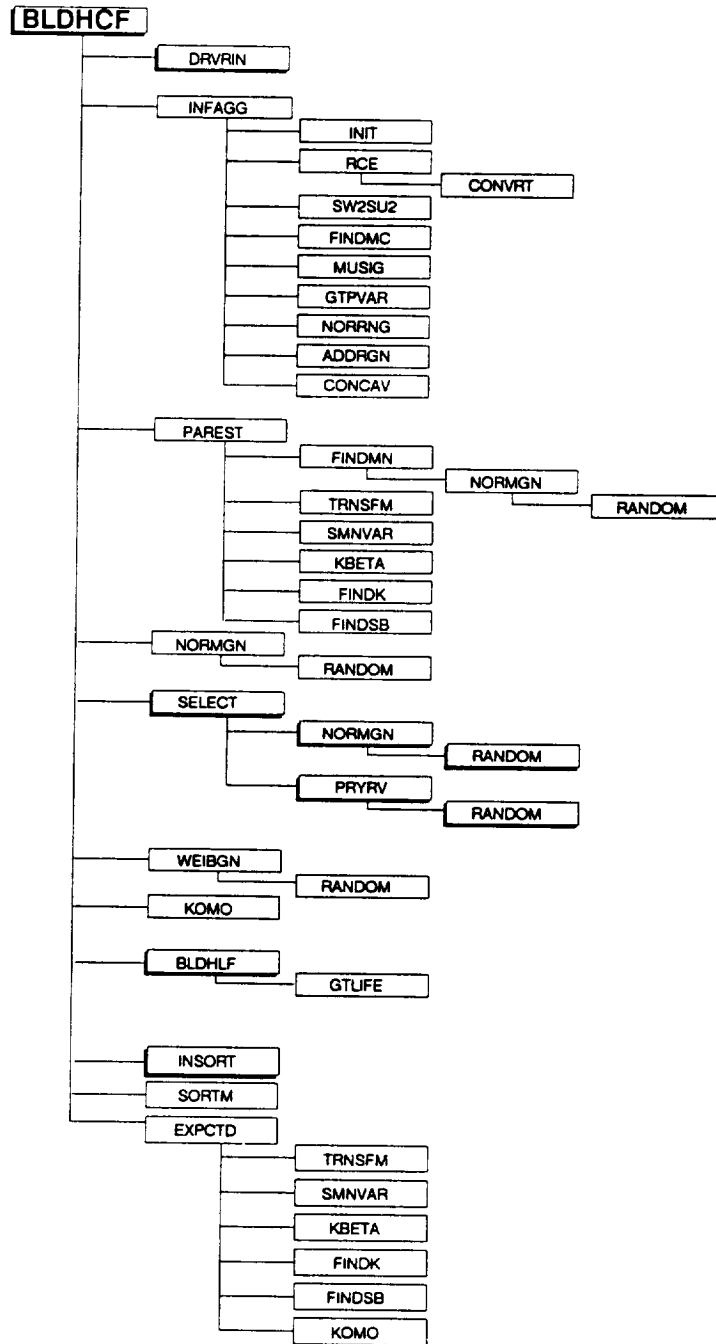 BLDHCF
DRVRIN
INFAGG
INIT
RCE
CONVRT
SW2SU2
FINDMC
MUSIG
GTPVAR
NORRNG
ADDRGN
CONCAV
PAREST
FINDMN
NORMGN
RANDOM
TRNSFM
SMNVAR
KBETA
FINDK
FINDSB
NORMGN
RANDOM
SELECT
NORMGN
RANDOM
PRYRV
RANDOM
WEIBGN
RANDOM
KOMO
BLDHLF
GTLIFE
INSORT
SORTM
EXPCTD
TRNSFM
SMNVAR
KBETA
FINDK
FINDSB
KOMO